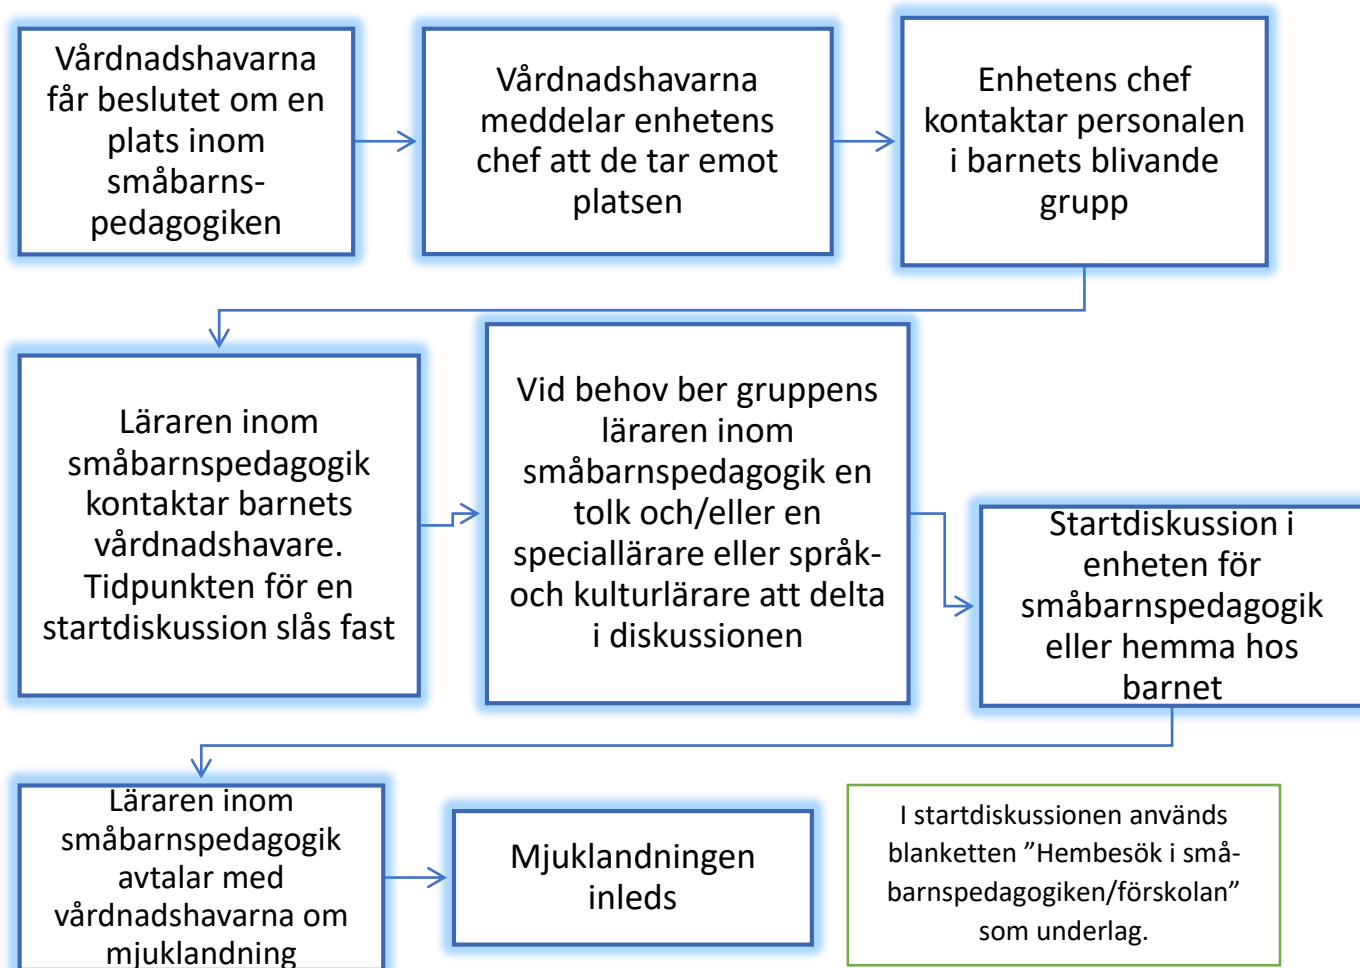 Vårdnadshavarna
får beslutet om en
plats inom
småbarns-
pedagogiken
Vårdnadshavarna
meddelar enhetens
chef att de tar emot
platsen
Enhetens chef
kontaktar personalen
i barnets blivande
grupp
Läraren inom
småbarnspedagogik
kontaktar barnets
vårdnadshavare.
Tidpunkten för en
startdiskussion slås fast
Vid behov ber gruppens
läraren inom
småbarnspedagogik en
tolk och/eller en
speciallärare eller språk-
och kulturlärare att delta
i diskussionen
Startdiskussion i
enheten för
småbarnspedagogik
eller hemma hos
barnet
Läraren inom
småbarnspedagogik
avtalar med
vårdnadshavarna om
mjuklandning
Mjuklandningen
inleds
I startdiskussionen används
blanketten ”Hembesök i små-
barnspedagogiken/förskolan”
som underlag.